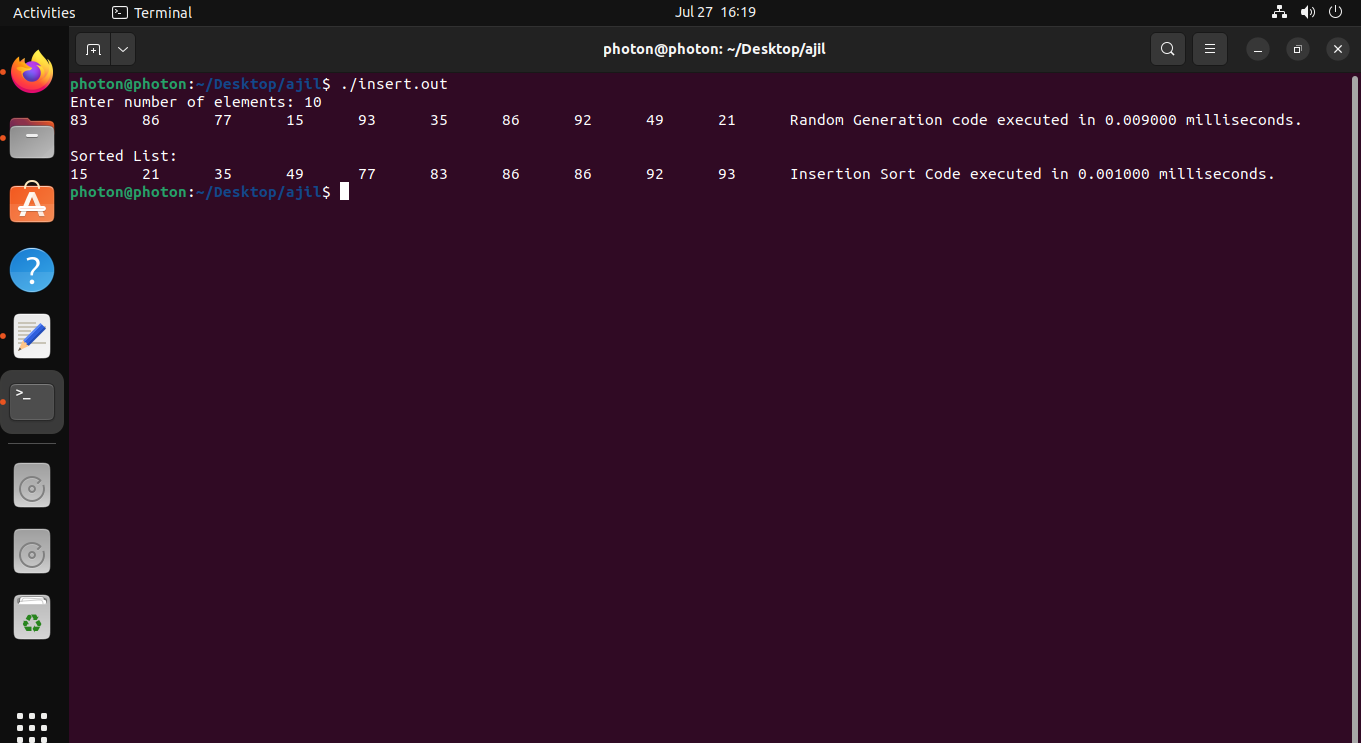 Activities Terminal Jul 27 16:19
photon@photon: ~/Desktop/ajil
photon@photon:~/Desktop/ajil$ ./insert.out
Enter number of elements: 10
83 86 77 15 93 35 86 92 49 21 Random Generation code executed in 0.009000 milliseconds.
Sorted List:
15 21 35 49 77 83 86 86 92 93 Insertion Sort Code executed in 0.001000 milliseconds.
photon@photon:~/Desktop/ajil$